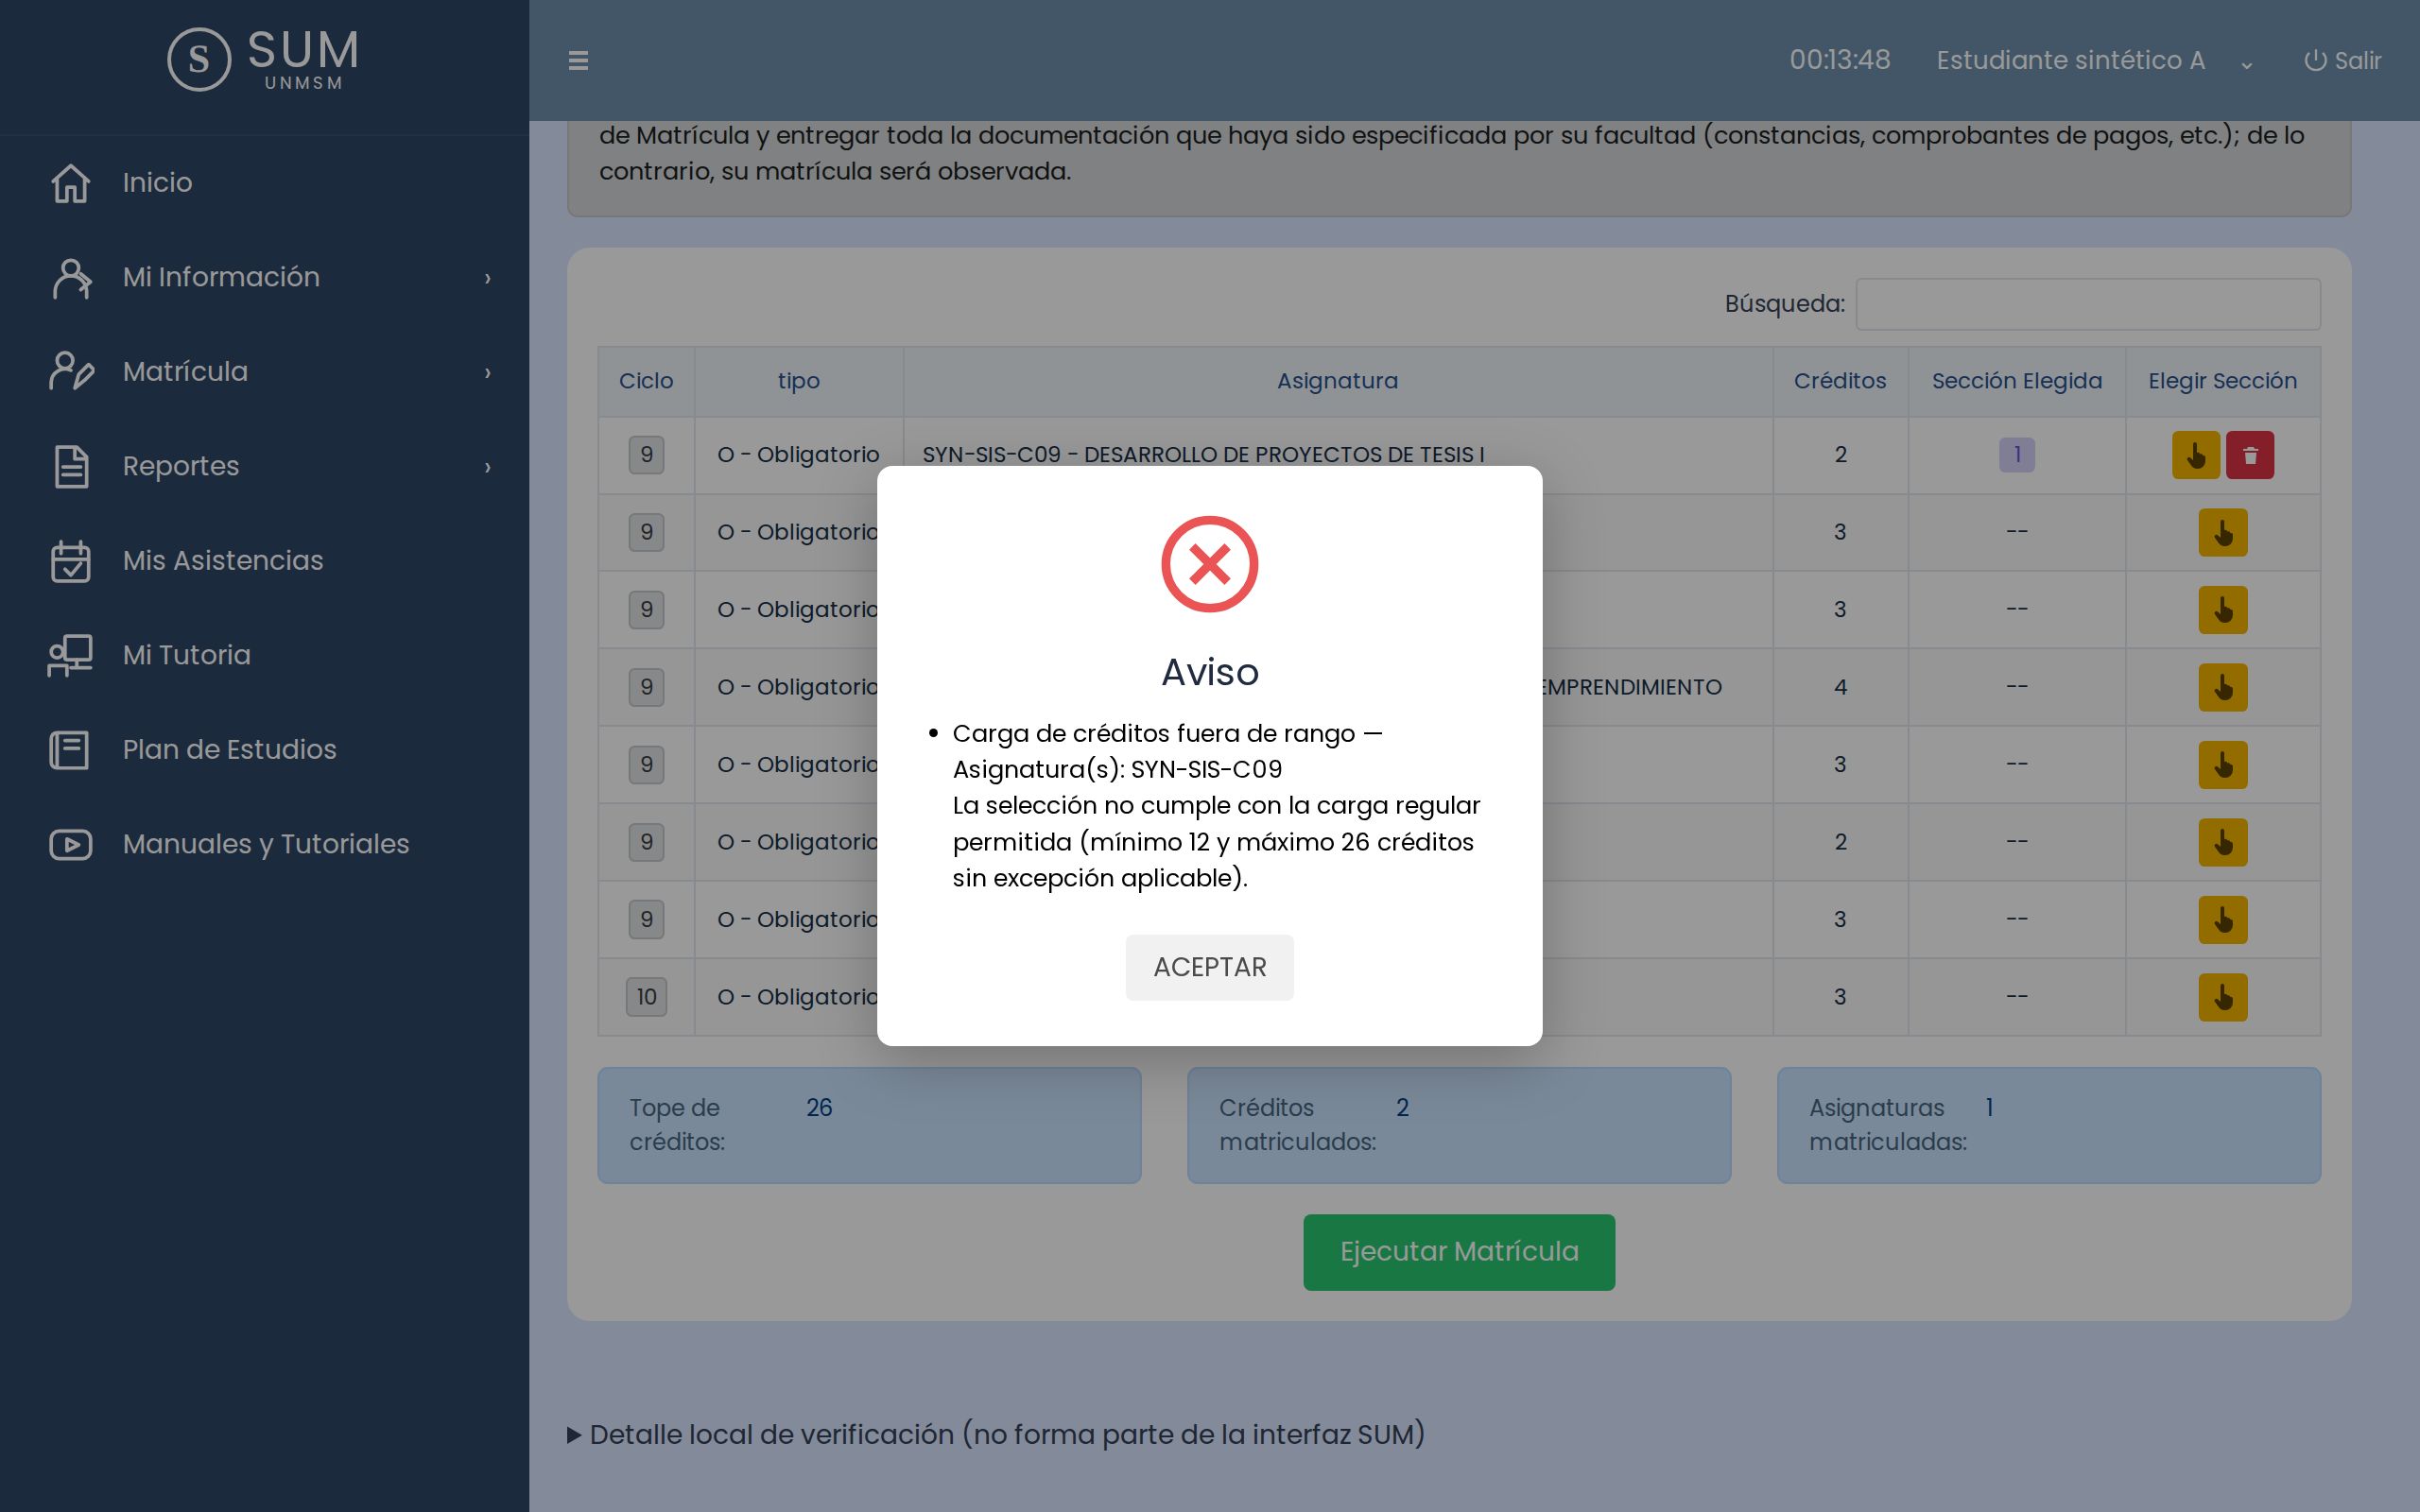 S SUM
UNMSM
00:13:48 Estudiante sintético A Salir
Inicio
Mi Información
Matrícula
Reportes
Mis Asistencias
Mi Tutoria
Plan de Estudios
Manuales y Tutoriales
de Matrícula y entregar toda la documentación que haya sido especificada por su facultad (constancias, comprobantes de pagos, etc.); de lo
contrario, su matrícula será observada.
Búsqueda:
Ciclo tipo Asignatura Créditos Sección Elegida Elegir Sección
9 O - Obligatorio SYN-SIS-C09 - DESARROLLO DE PROYECTOS DE TESIS I 2 1
9 O - Obligatorio 3 --
9 O - Obligatorio 3 --
9 O - Obligatorio EMPRENDIMIENTO 4 --
9 O - Obligatorio 3 --
9 O - Obligatorio 2 --
9 O - Obligatorio 3 --
10 O - Obligatorio 3 --
Aviso
• Carga de créditos fuera de rango —
Asignatura(s): SYN-SIS-C09
La selección no cumple con la carga regular
permitida (mínimo 12 y máximo 26 créditos
sin excepción aplicable).
ACEPTAR
Tope de créditos: 26
Créditos matriculados: 2
Asignaturas matriculadas: 1
Ejecutar Matrícula
Detalle local de verificación (no forma parte de la interfaz SUM)